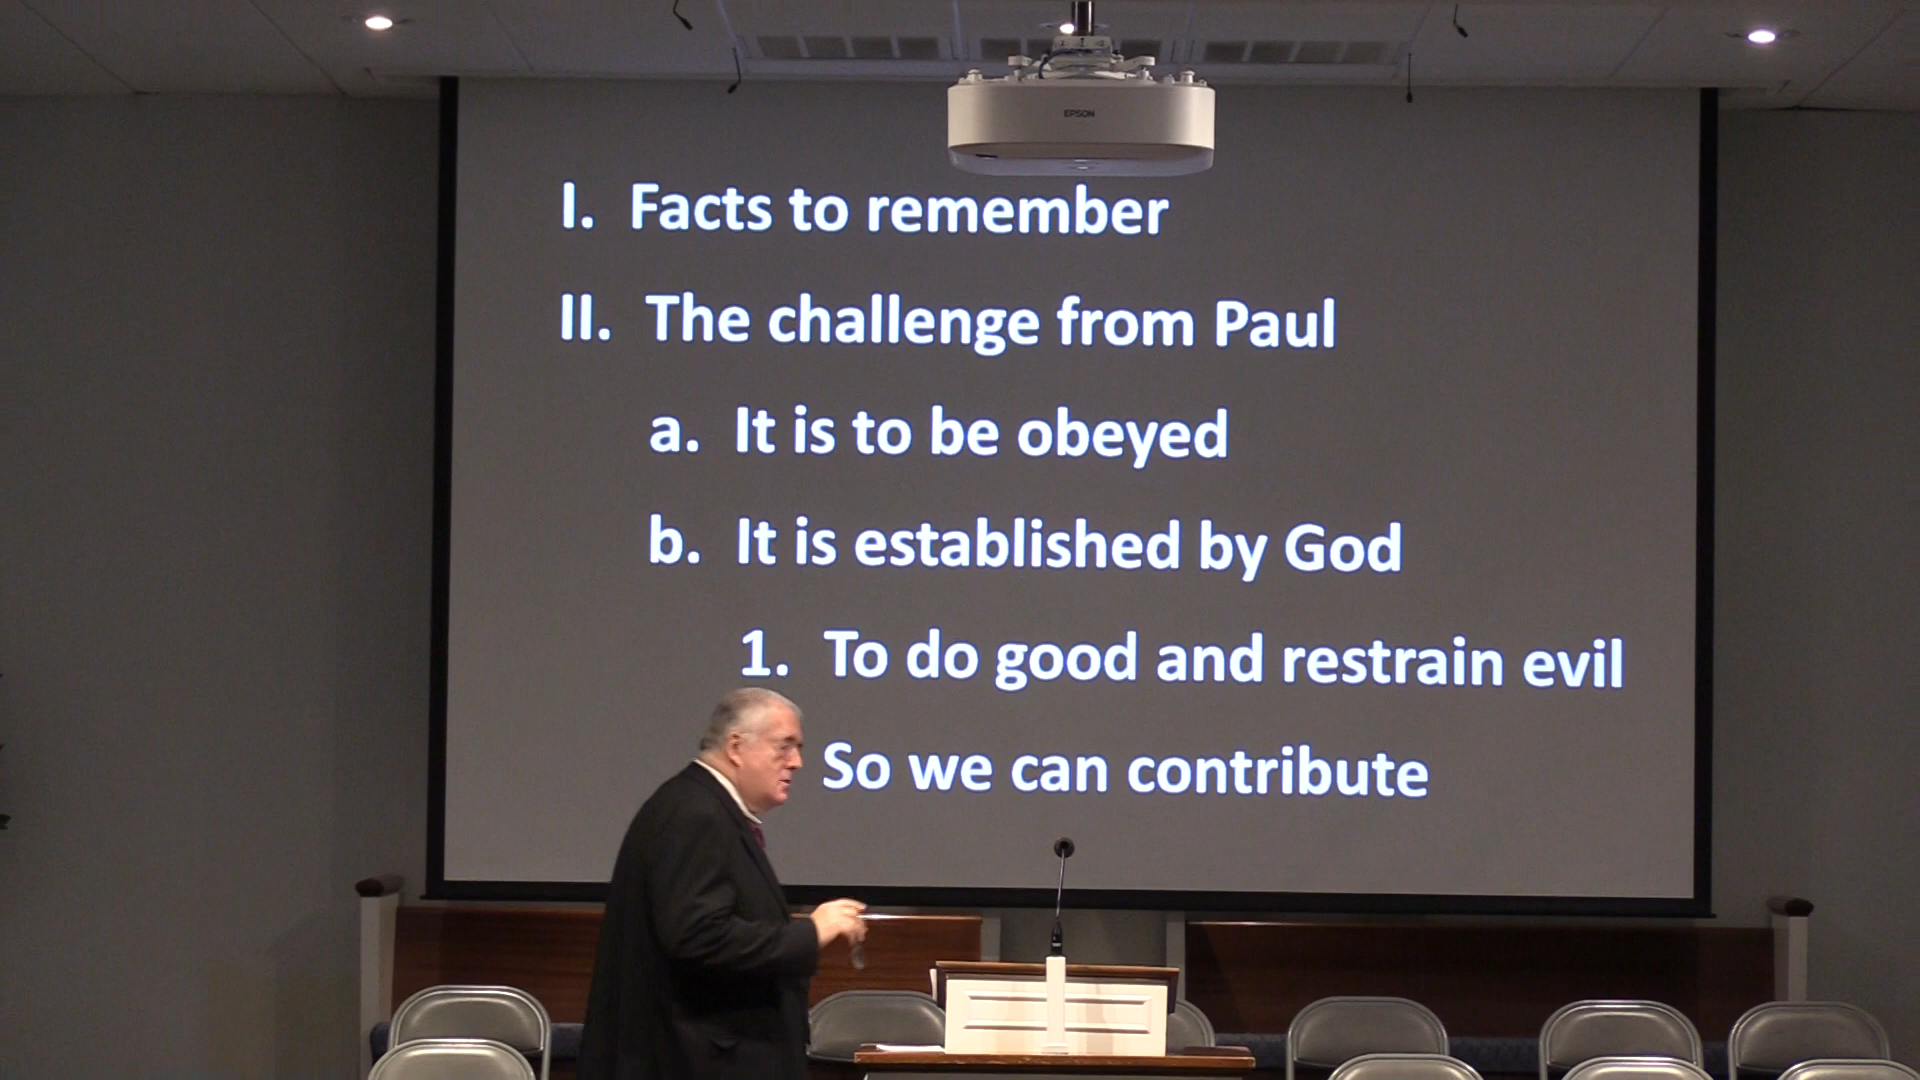 EPSON
I. Facts to remember
II. The challenge from Paul
a. It is to be obeyed
b. It is established by God
1. To do good and restrain evil
So we can contribute